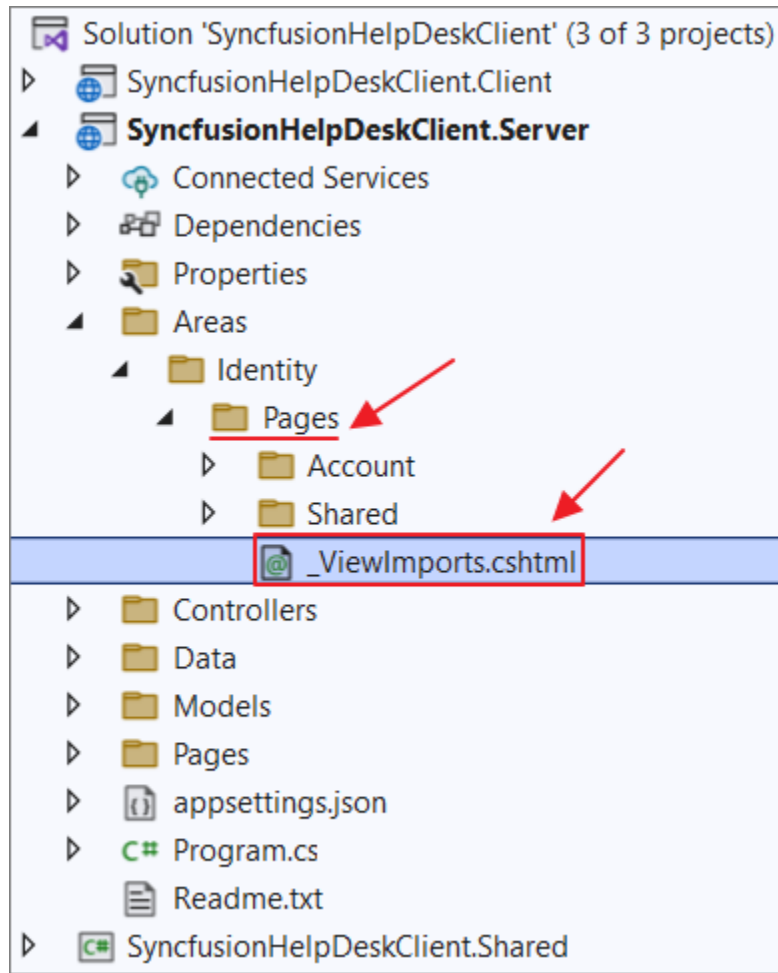 Solution 'SyncfusionHelpDeskClient' (3 of 3 projects)
SyncfusionHelpDeskClient.Client
SyncfusionHelpDeskClient.Server
Connected Services
Dependencies
Properties
Areas
Identity
Pages
Account
Shared
_ViewImports.cshtml
Controllers
Data
Models
Pages
appsettings.json
C# Program.cs
Readme.txt
C# SyncfusionHelpDeskClient.Shared